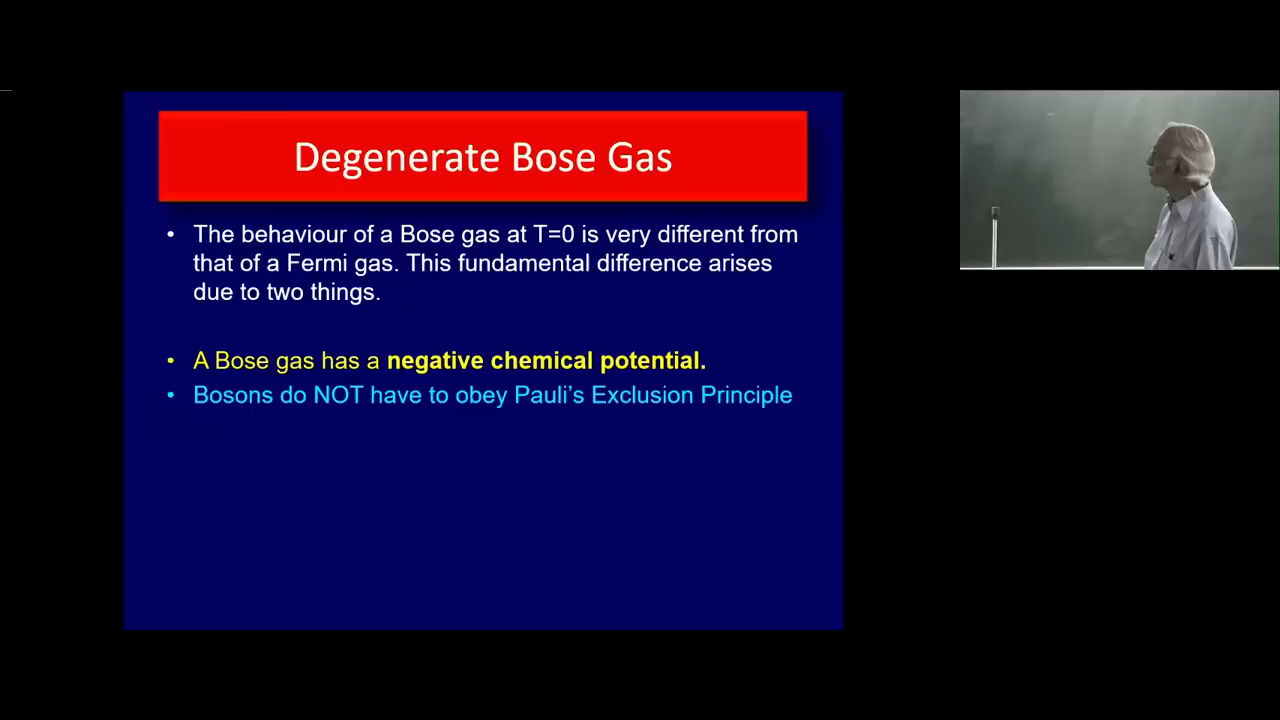 Degenerate Bose Gas
• The behaviour of a Bose gas at T=0 is very different from
that of a Fermi gas. This fundamental difference arises
due to two things.
• A Bose gas has a negative chemical potential.
• Bosons do NOT have to obey Pauli’s Exclusion Principle